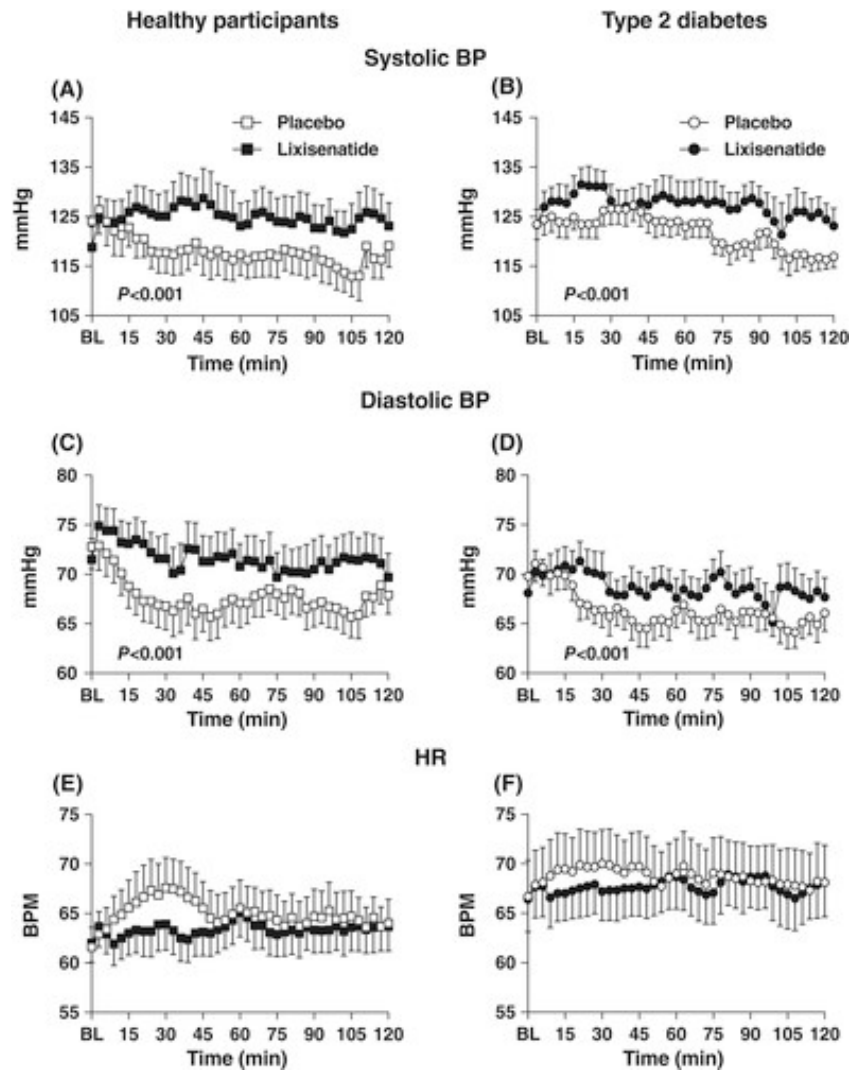 Healthy participants Type 2 diabetes
Systolic BP
(A) (B)
145
135
125
115
105
mmHg
Placebo
Lixisenatide
P<0.001
BL 15 30 45 60 75 90 105 120
Time (min)
145
135
125
115
105
mmHg
Placebo
Lixisenatide
P<0.001
BL 15 30 45 60 75 90 105 120
Time (min)
Diastolic BP
(C) (D)
80
75
70
65
60
mmHg
P<0.001
BL 15 30 45 60 75 90 105 120
Time (min)
80
75
70
65
60
mmHg
P<0.001
BL 15 30 45 60 75 90 105 120
Time (min)
HR
(E) (F)
75
70
65
60
55
BPM
BL 15 30 45 60 75 90 105 120
Time (min)
75
70
65
60
55
BPM
BL 15 30 45 60 75 90 105 120
Time (min)